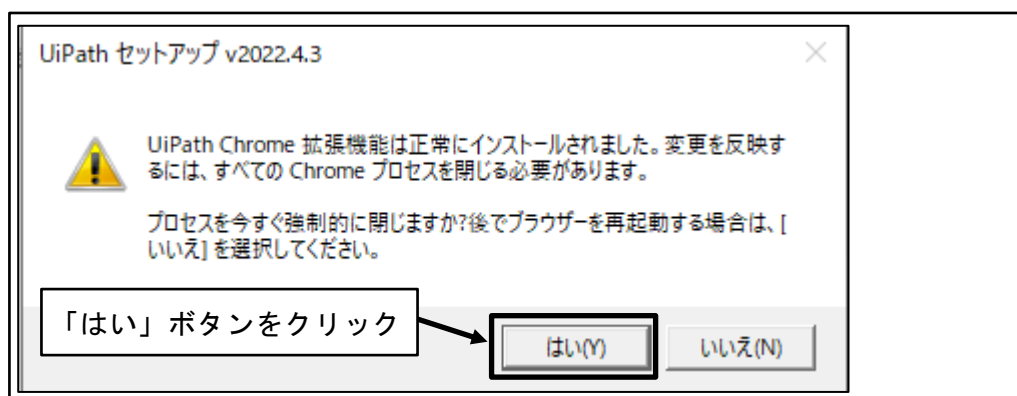 UiPath セットアップ v2022.4.3
UiPath Chrome 拡張機能は正常にインストールされました。変更を反映す
るには、すべての Chrome プロセスを閉じる必要があります。
プロセスを今すぐ強制的に閉じますか?後でブラウザーを再起動する場合は、[
いいえ] を選択してください。
「はい」ボタンをクリック
はい(Y)
いいえ(N)